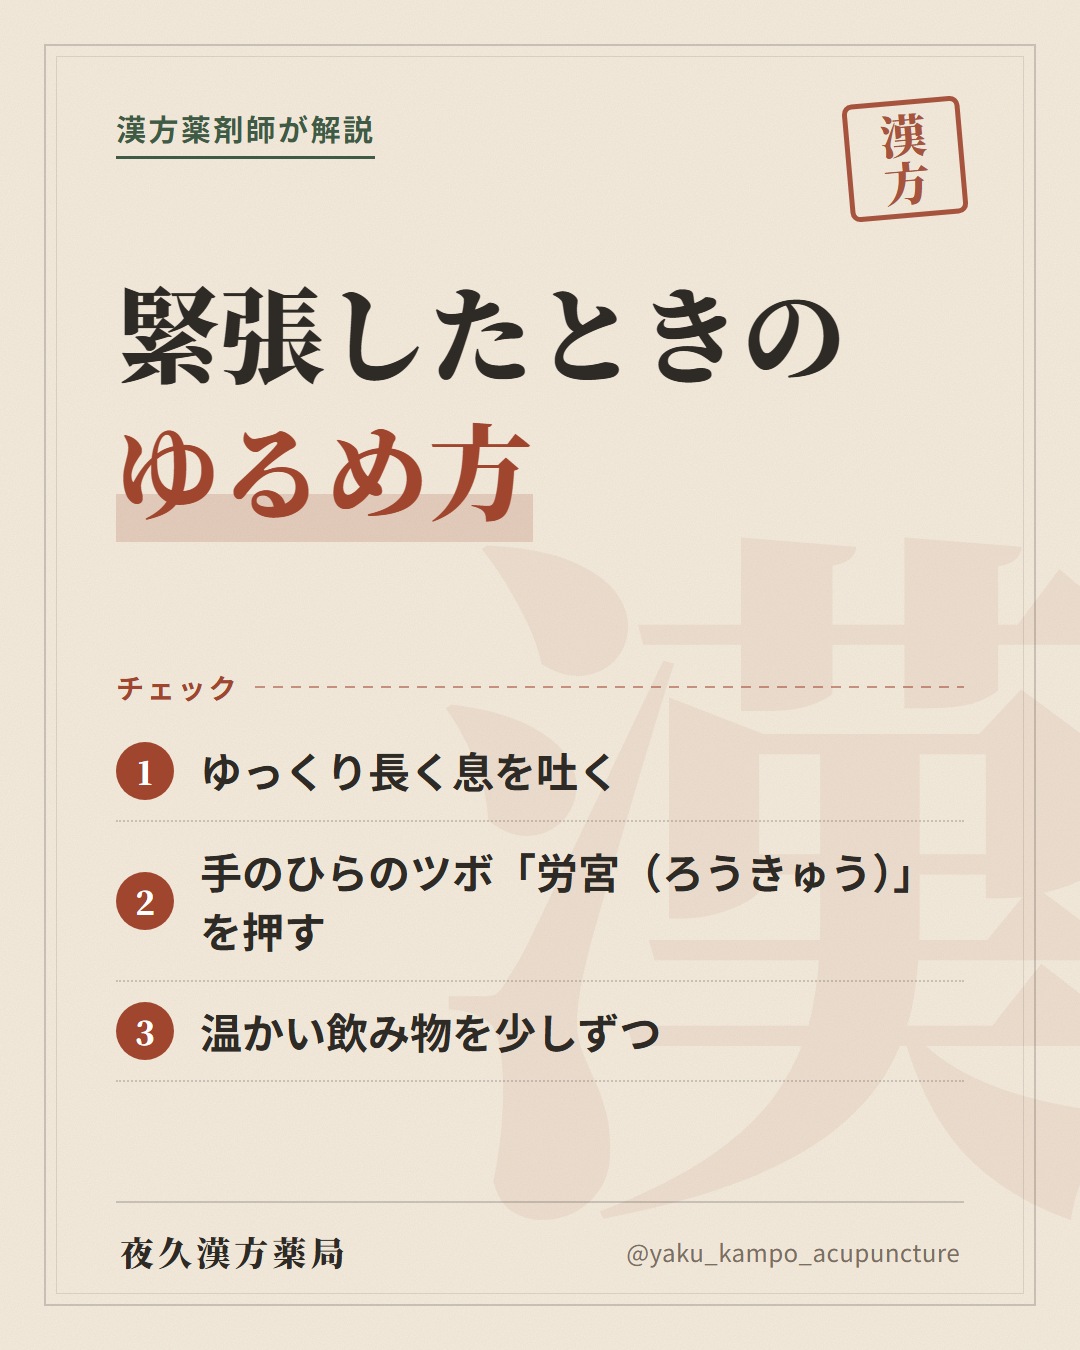 漢方薬剤師が解説
漢
方
緊張したときの
ゆるめ方
チェック
1 ゆっくり長く息を吐く
2 手のひらのツボ「労宮（ろうきゅう）」
を押す
3 温かい飲み物を少しずつ
漢
夜久漢方薬局
@yaku_kampo_acupuncture